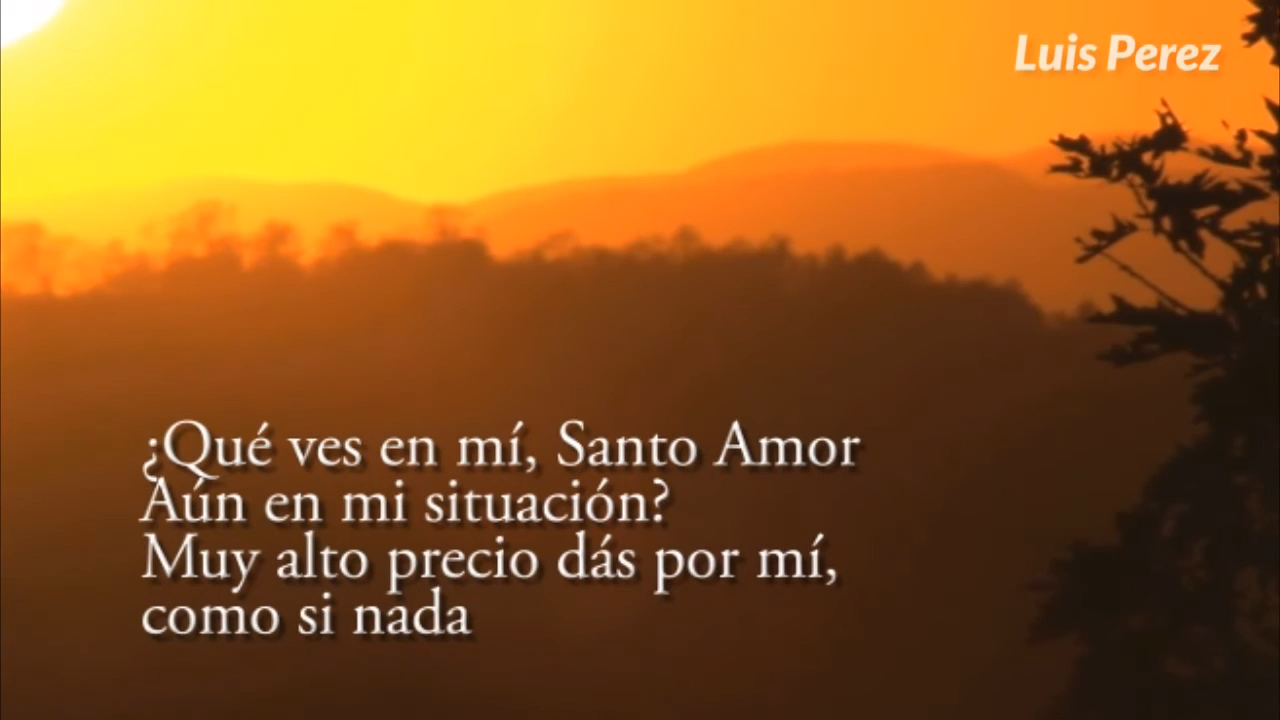 Luis Perez
¿Qué ves en mí, Santo Amor
Aún en mi situación?
Muy alto precio dás por mí,
como si nada